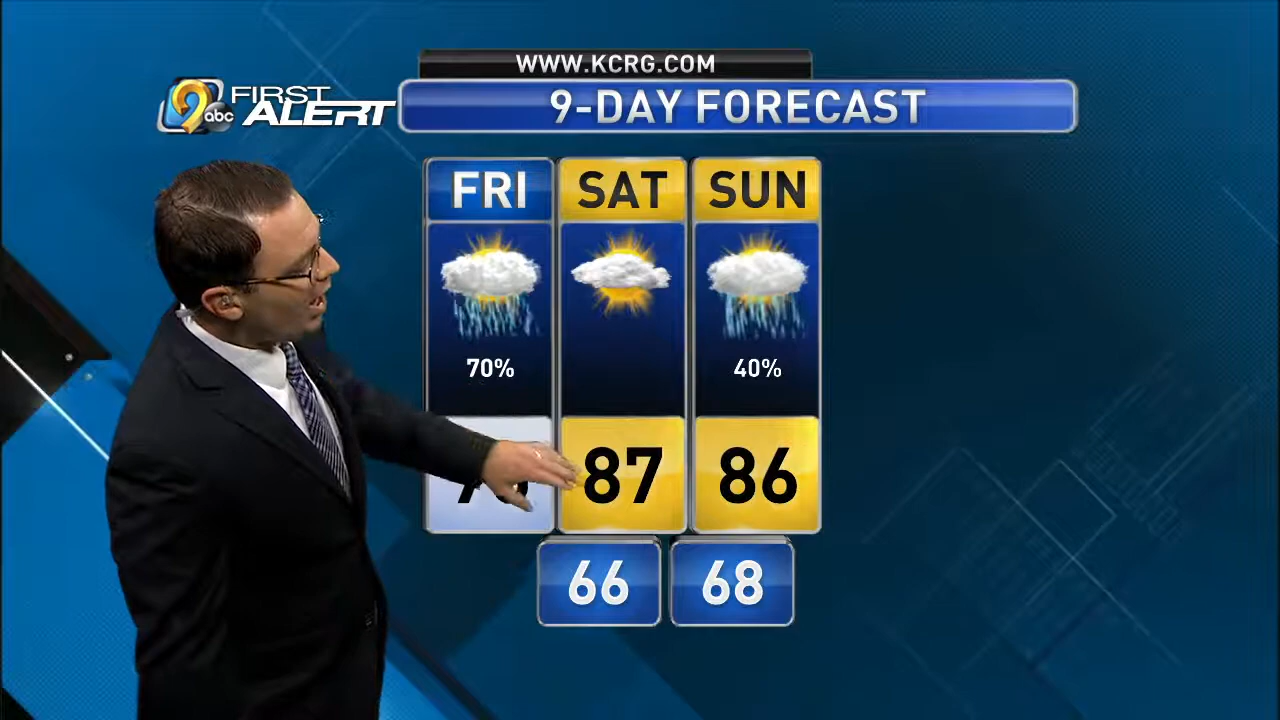 WWW.KCRG.COM
9 abc FIRST ALERT
9-DAY FORECAST
FRI SAT SUN
70% 40%
87 86
66 68